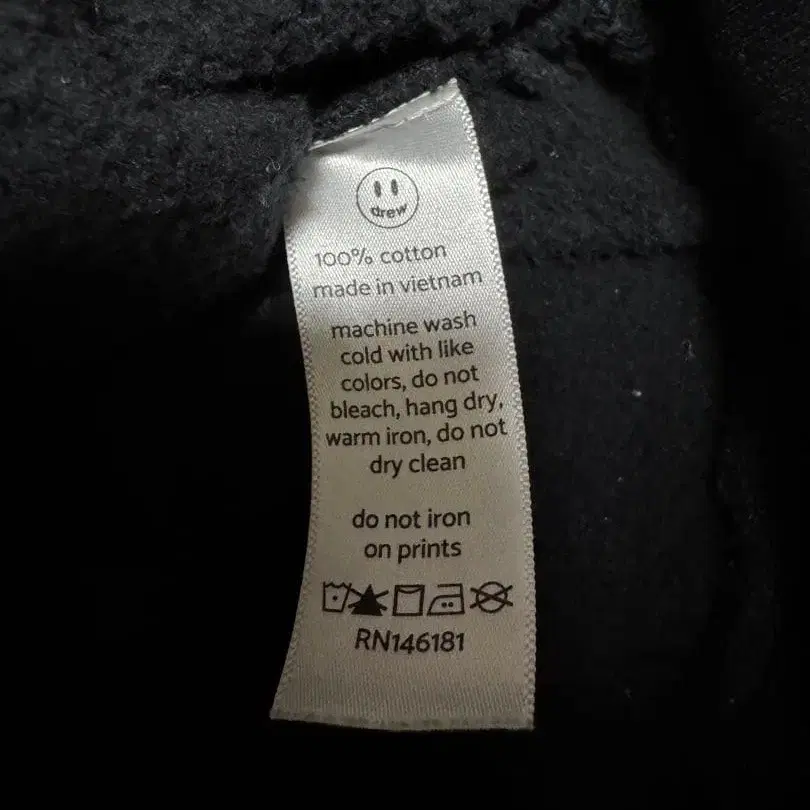 drew
100% cotton
made in vietnam
machine wash
cold with like
colors, do not
bleach, hang dry,
warm iron, do not
dry clean
do not iron
on prints
RN146181